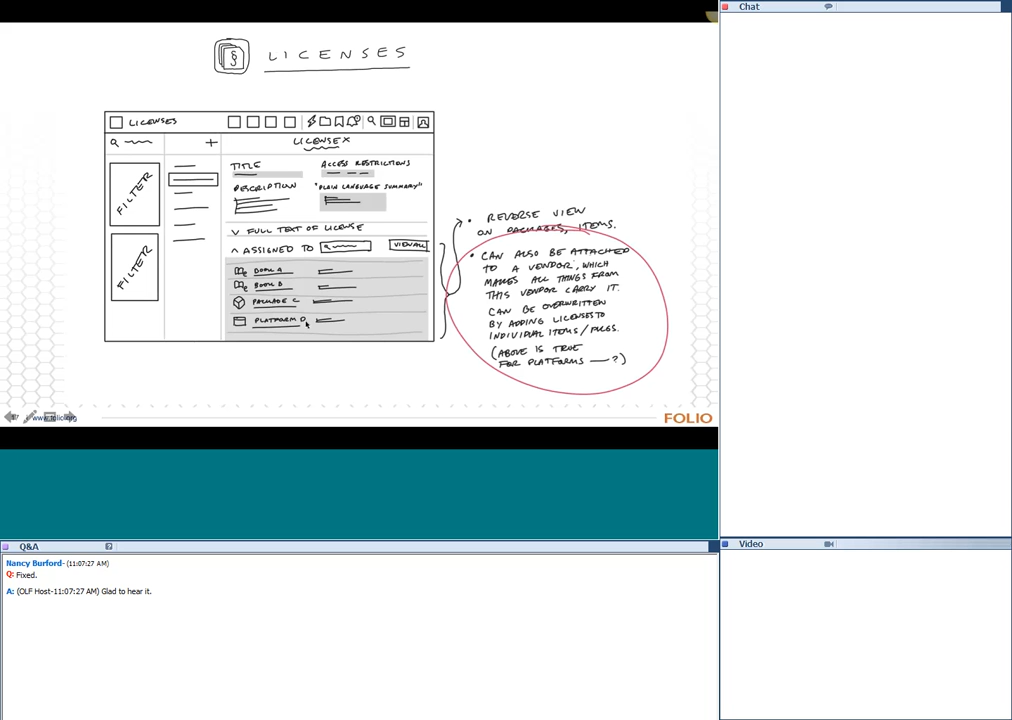 Chat
§ LICENSES
LICENSES
LICENSE X
FILTER
FILTER
TITLE
ACCESS RESTRICTIONS
DESCRIPTION
"PLAIN LANGUAGE SUMMARY"
FULL TEXT OF LICENSE
ASSIGNED TO
VIEW ALL
BOOK A
BOOK B
PACKAGE C
PLATFORM D
• REVERSE VIEW
ON PACKAGES, ITEMS.
• CAN ALSO BE ATTACHED
TO A VENDOR, WHICH
MAKES ALL THINGS FROM
THIS VENDOR CARRY IT.
CAN BE OVERWRITTEN
BY ADDING LICENSES TO
INDIVIDUAL ITEMS/PKGS.
(ABOVE IS TRUE
FOR PLATFORMS — ?)
www.folio.org
FOLIO
Q&A
Video
Nancy Burford- (11:07:27 AM)
Q: Fixed.
A: (OLF Host-11:07:27 AM) Glad to hear it.